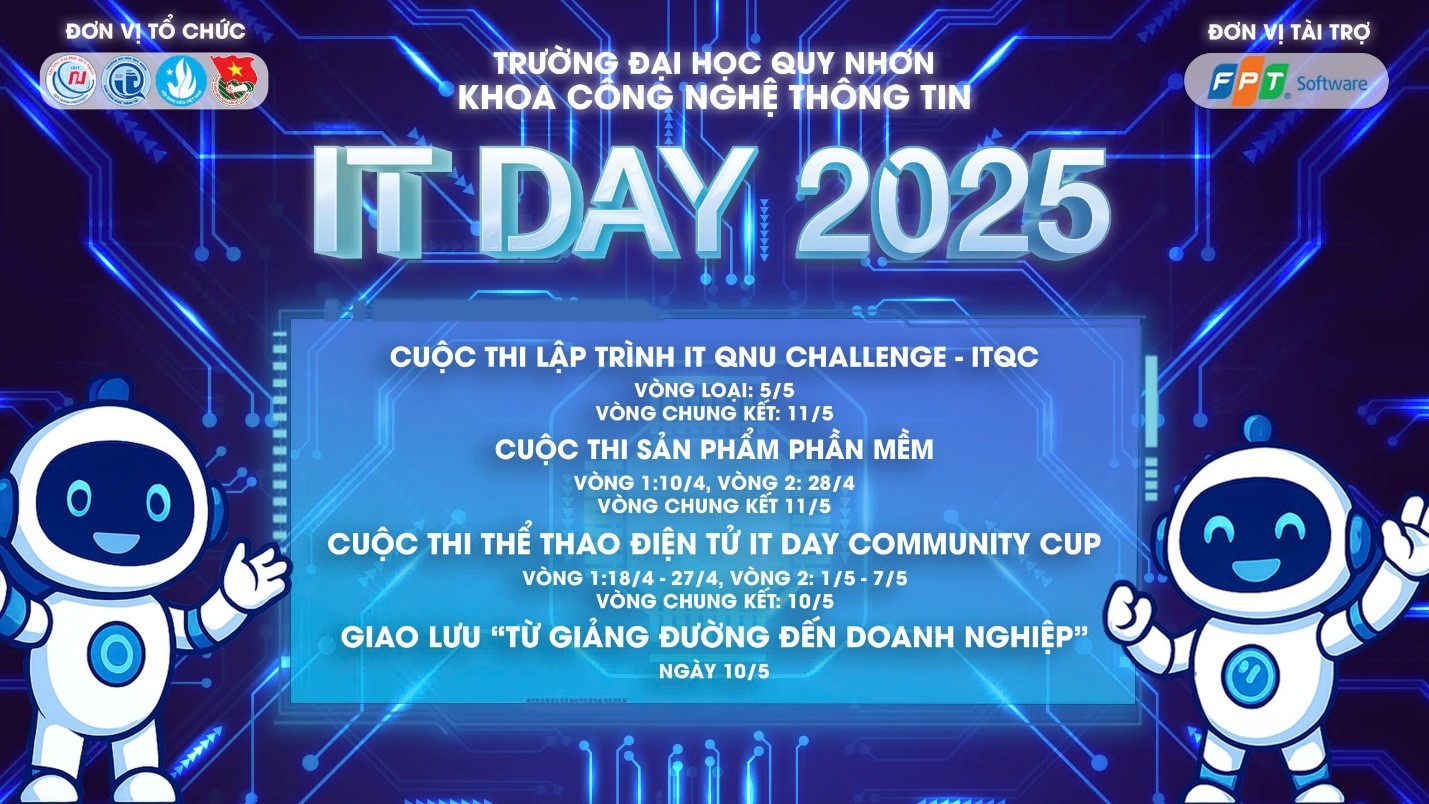 ĐƠN VỊ TỔ CHỨC
TRƯỜNG ĐẠI HỌC QUY NHƠN
KHOA CÔNG NGHỆ THÔNG TIN
ĐƠN VỊ TÀI TRỢ
FPT Software
IT DAY 2025
CUỘC THI LẬP TRÌNH IT QNU CHALLENGE - ITQC
VÒNG LOẠI: 5/5
VÒNG CHUNG KẾT: 11/5
CUỘC THI SẢN PHẨM PHẦN MỀM
VÒNG 1:10/4, VÒNG 2: 28/4
VÒNG CHUNG KẾT 11/5
CUỘC THI THỂ THAO ĐIỆN TỬ IT DAY COMMUNITY CUP
VÒNG 1:18/4 - 27/4, VÒNG 2: 1/5 - 7/5
VÒNG CHUNG KẾT: 10/5
GIAO LƯU “TỪ GIẢNG ĐƯỜNG ĐẾN DOANH NGHIỆP”
NGÀY 10/5